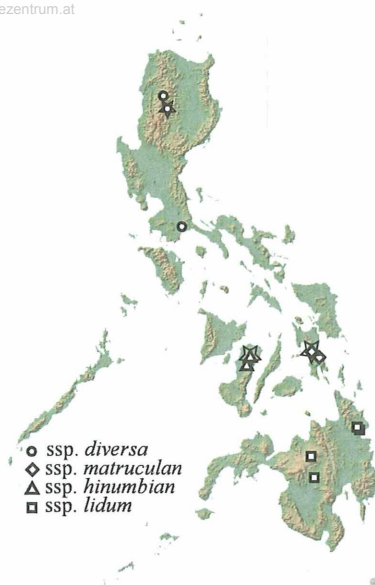 ezentrum.at
ssp. diversa
ssp. matruculan
ssp. hinumbian
ssp. lidum